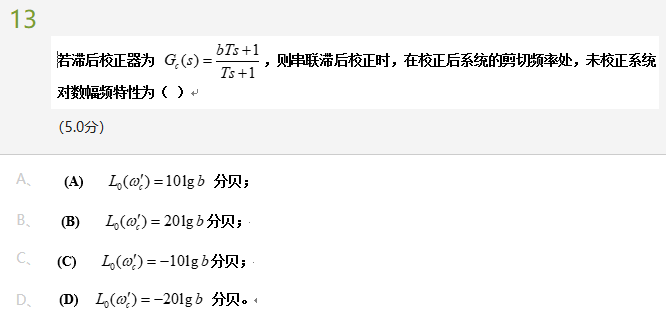 13
若滞后校正器为 G_c(s) = \frac{bTs+1}{Ts+1} ，则串联滞后校正时，在校正后系统的剪切频率处，未校正系统
对数幅频特性为（ ）↵
(5.0分)
A、 (A) L_0(ω'_c) = 10lg b 分贝；
B、 (B) L_0(ω'_c) = 20lg b 分贝；
C、 (C) L_0(ω'_c) = −10lg b 分贝；
D、 (D) L_0(ω'_c) = −20lg b 分贝。↵